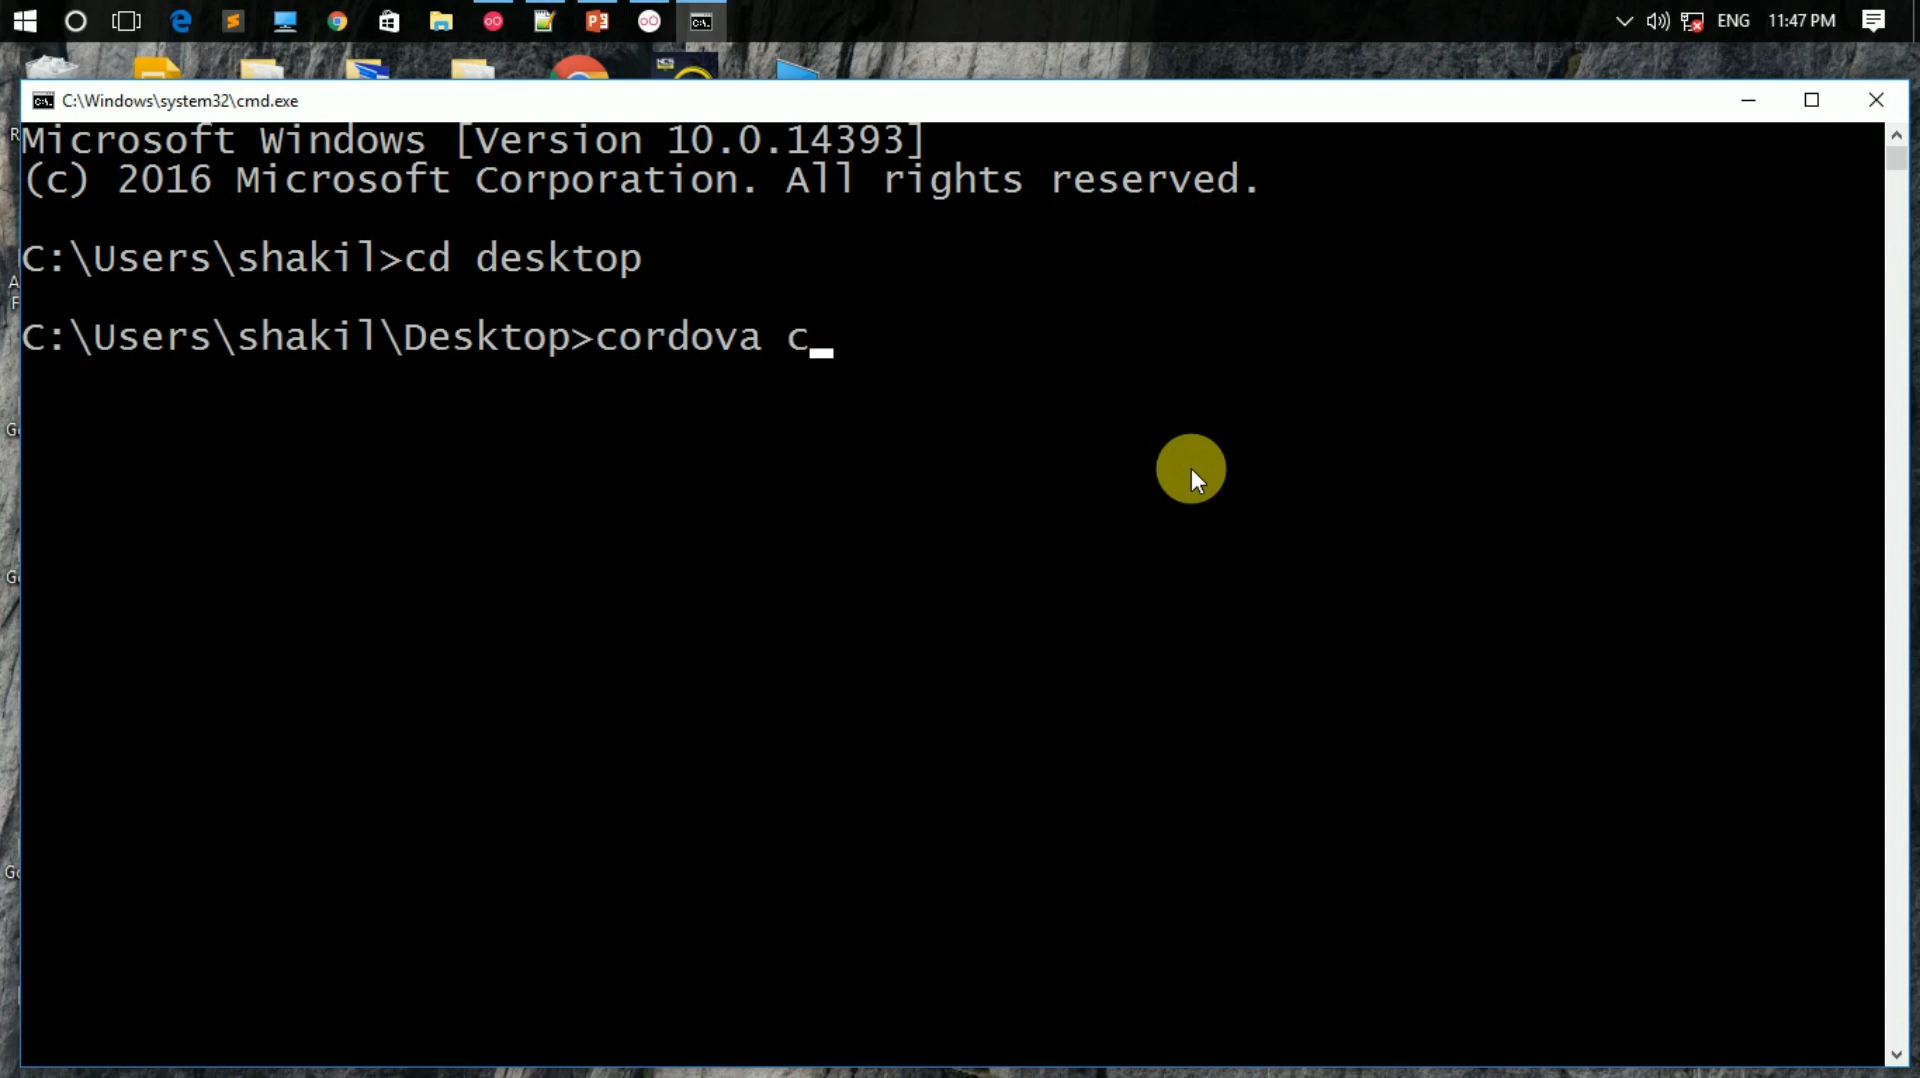 ENG 11:47 PM
C:\Windows\system32\cmd.exe
Microsoft Windows [Version 10.0.14393]
(c) 2016 Microsoft Corporation. All rights reserved.
C:\Users\shakil>cd desktop
C:\Users\shakil\Desktop>cordova c_